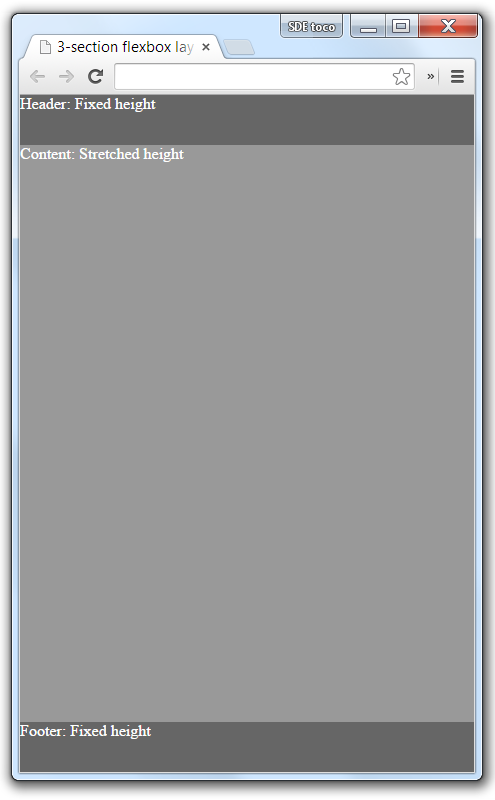 SDE toco
3-section flexbox lay
Header: Fixed height
Content: Stretched height
Footer: Fixed height